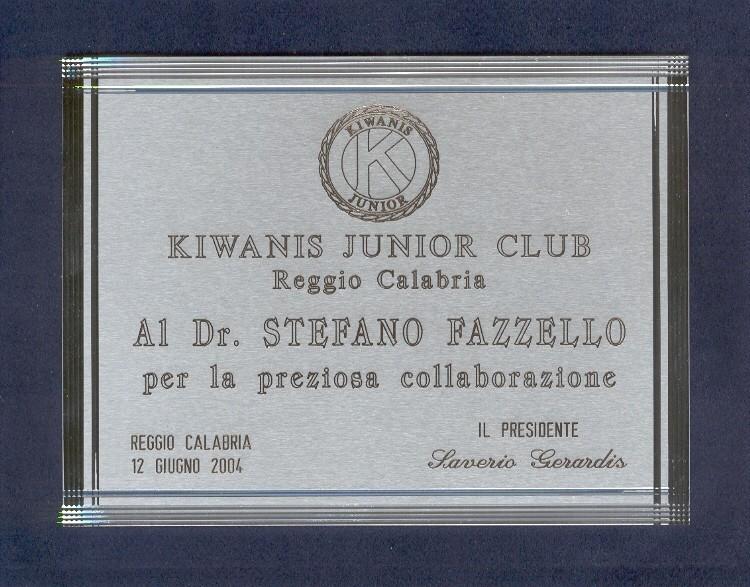 KIWANIS
K
JUNIOR
KIWANIS JUNIOR CLUB
Reggio Calabria
Al Dr. STEFANO FAZZELLO
per la preziosa collaborazione
IL PRESIDENTE
REGGIO CALABRIA
Saverio Gerardis
12 GIUGNO 2004